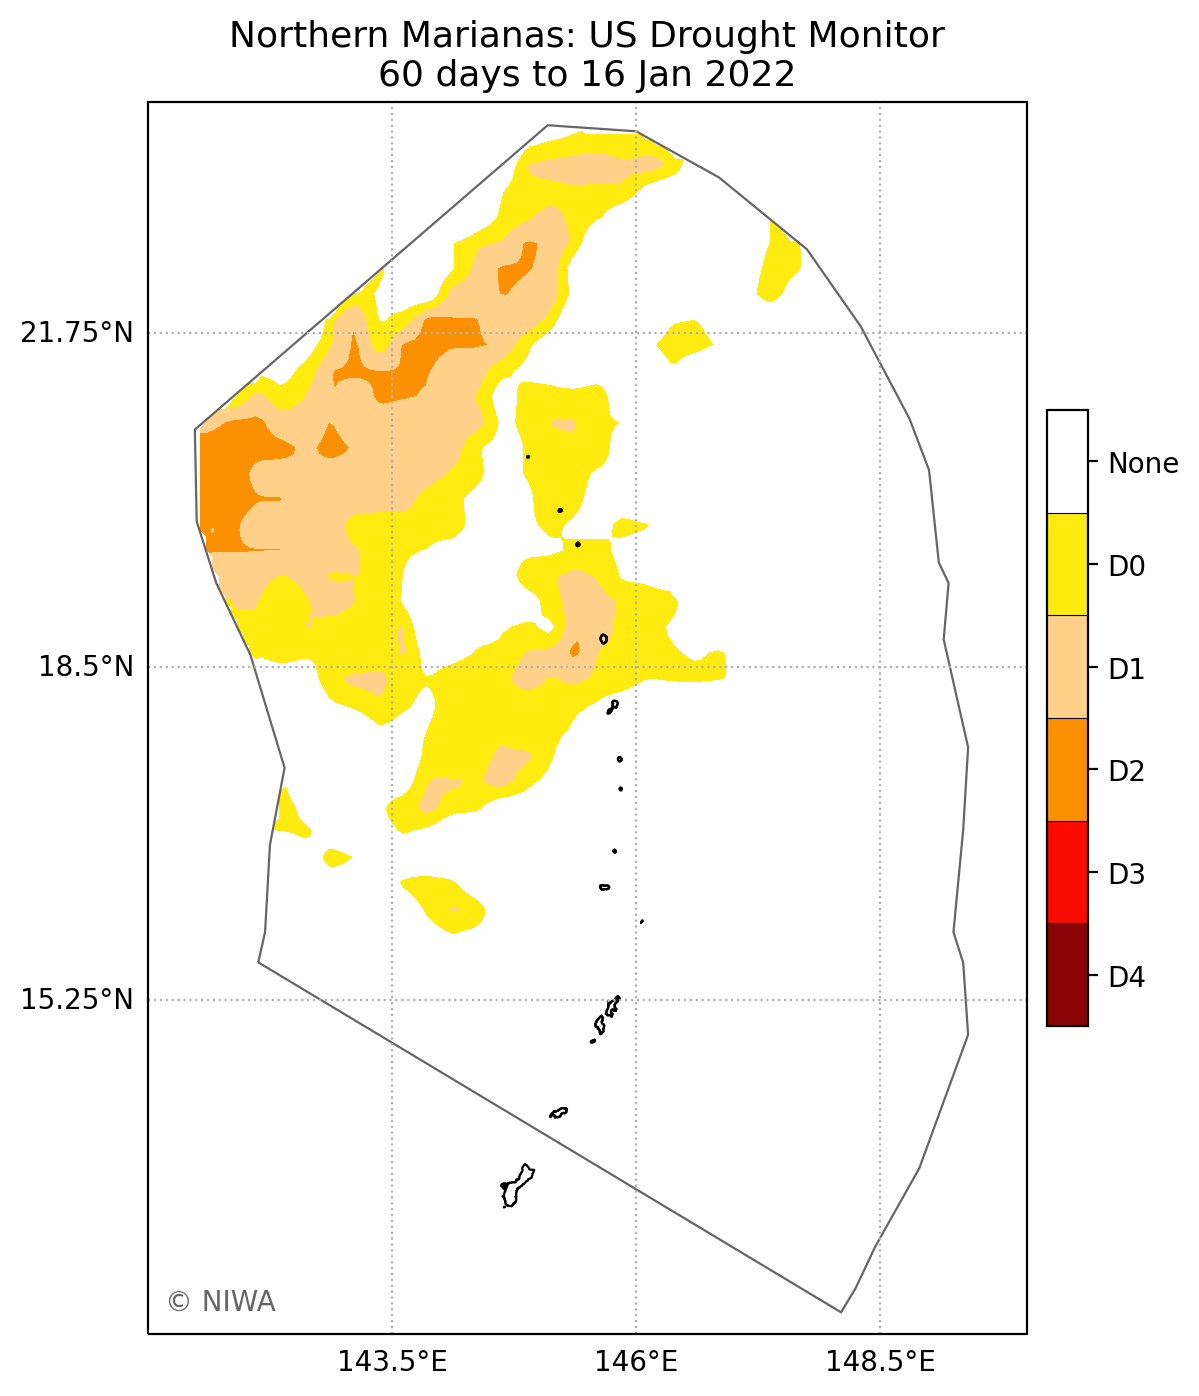 Northern Marianas: US Drought Monitor
60 days to 16 Jan 2022
21.75°N
18.5°N
15.25°N
143.5°E
146°E
148.5°E
None
D0
D1
D2
D3
D4
© NIWA